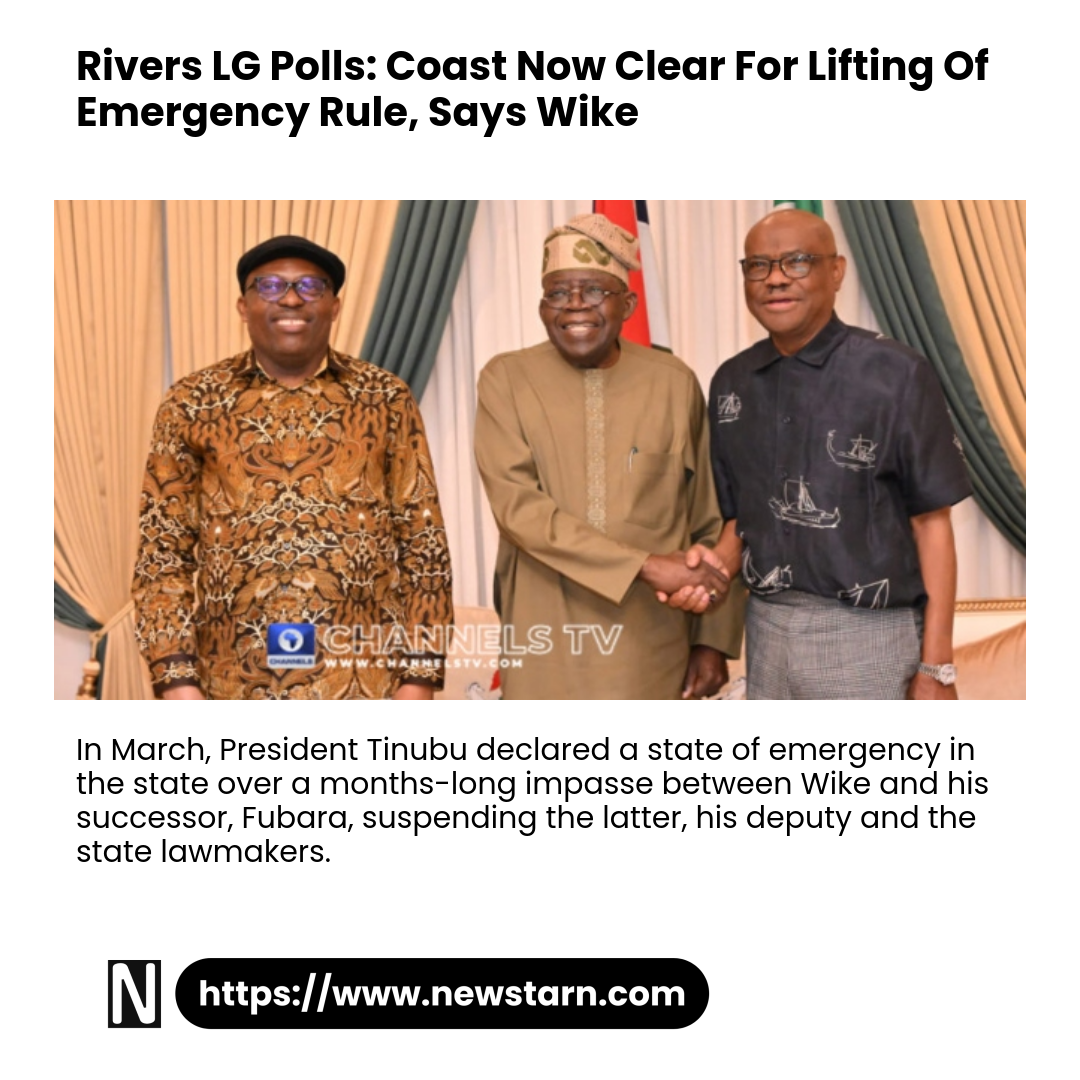 Rivers LG Polls: Coast Now Clear For Lifting Of
Emergency Rule, Says Wike
CHANNELS TV
CHANNELS
WWW.CHANNELSTV.COM
In March, President Tinubu declared a state of emergency in
the state over a months-long impasse between Wike and his
successor, Fubara, suspending the latter, his deputy and the
state lawmakers.
N
https://www.newstarn.com